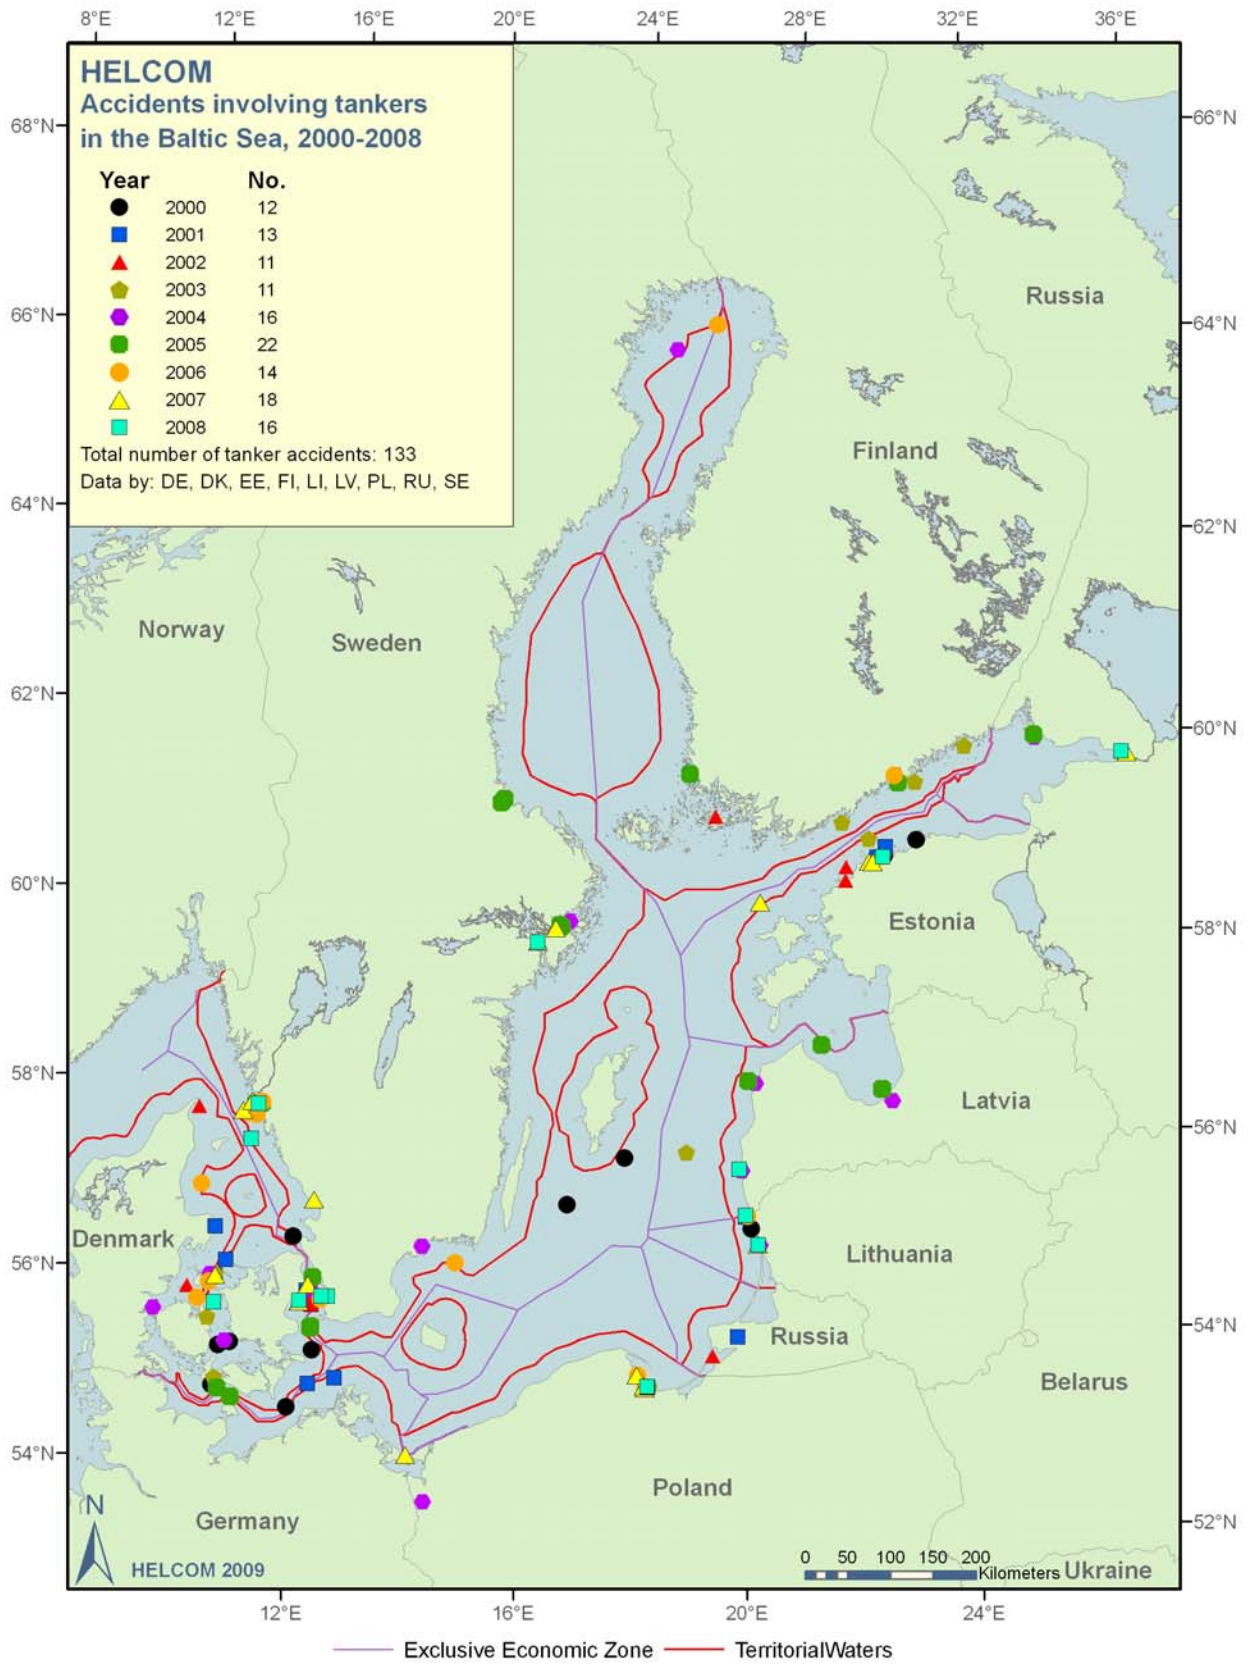 8°E 12°E 16°E 20°E 24°E 28°E 32°E 36°E
HELCOM
Accidents involving tankers
in the Baltic Sea, 2000-2008
Year No.
2000 12
2001 13
2002 11
2003 11
2004 16
2005 22
2006 14
2007 18
2008 16
Total number of tanker accidents: 133
Data by: DE, DK, EE, FI, LI, LV, PL, RU, SE
68°N
66°N
66°N
64°N
64°N
62°N
62°N
60°N
60°N
58°N
58°N
56°N
56°N
54°N
54°N
52°N
Russia
Finland
Norway
Sweden
Estonia
Latvia
Denmark
Lithuania
Russia
Belarus
Poland
Germany
Ukraine
N
HELCOM 2009
0 50 100 150 200
Kilometers
12°E 16°E 20°E 24°E
Exclusive Economic Zone TerritorialWaters